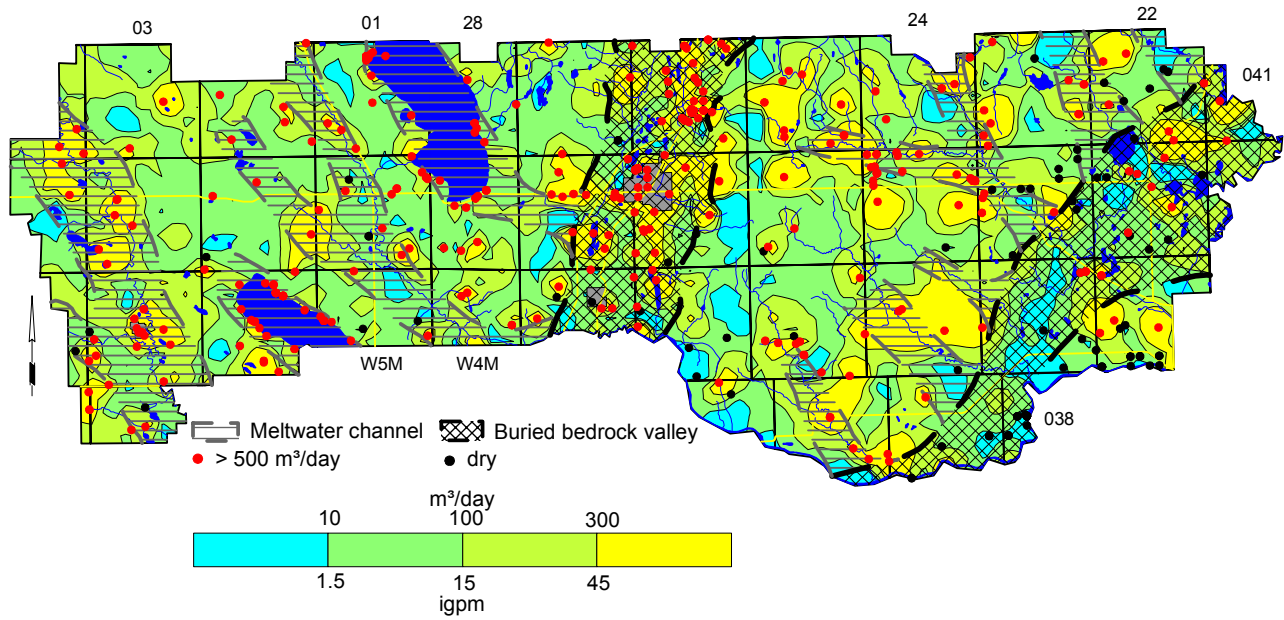 03
01
28
24
22
041
W5M
W4M
038
Meltwater channel
Buried bedrock valley
> 500 m³/day
dry
m³/day
10
100
300
1.5
15
45
igpm